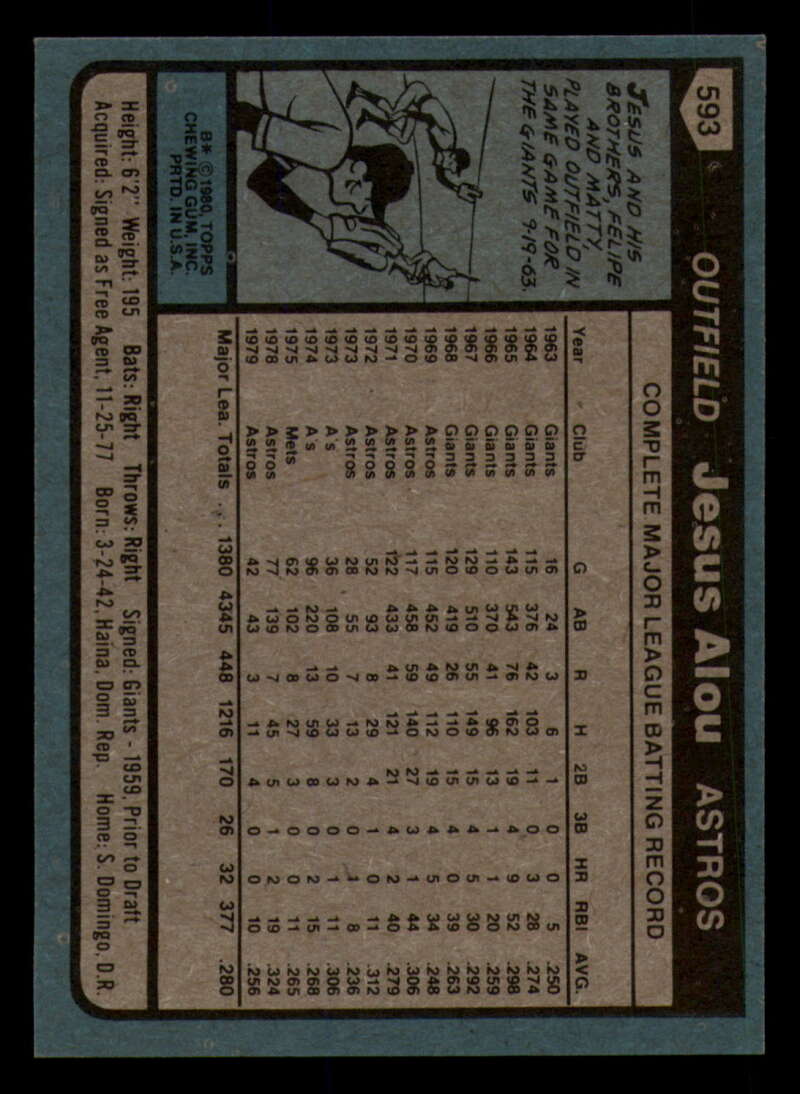 593
OUTFIELD Jesus Alou ASTROS
JESUS AND HIS
BROTHERS, FELIPE
AND MATTY,
PLAYED OUTFIELD IN
SAME GAME FOR
THE GIANTS 9-19-63.
B* © 1980, TOPPS
CHEWING GUM, INC.
PRTD. IN U.S.A.
COMPLETE MAJOR LEAGUE BATTING RECORD
Year Club G AB R H 2B 3B HR RBI AVG.
1963 Giants 16 24 3 6 1 0 0 5 .250
1964 Giants 115 376 42 103 11 0 3 28 .274
1965 Giants 143 543 76 162 19 4 9 52 .298
1966 Giants 110 370 41 96 13 1 1 20 .259
1967 Giants 129 510 55 149 15 4 5 30 .292
1968 Giants 120 419 26 110 15 4 0 39 .263
1969 Astros 115 452 49 112 19 4 5 34 .248
1970 Astros 117 458 59 140 27 3 1 44 .306
1971 Astros 122 433 41 121 21 4 2 40 .279
1972 Astros 52 93 8 29 4 1 0 11 .312
1973 Astros 28 55 7 13 2 0 1 8 .236
1973 A's 36 108 10 33 3 0 1 11 .306
1974 A's 96 220 13 59 8 0 2 15 .268
1975 Mets 62 102 8 27 3 0 0 11 .265
1978 Astros 77 139 7 45 5 1 2 19 .324
1979 Astros 42 43 3 11 4 0 0 10 .256
Major Lea. Totals . . . 1380 4345 448 1216 170 26 32 377 .280
Height: 6'2" Weight: 195 Bats: Right Throws: Right Signed: Giants - 1959, Prior to Draft
Acquired: Signed as Free Agent, 11-25-77 Born: 3-24-42, Haina, Dom. Rep. Home: S. Domingo, D.R.